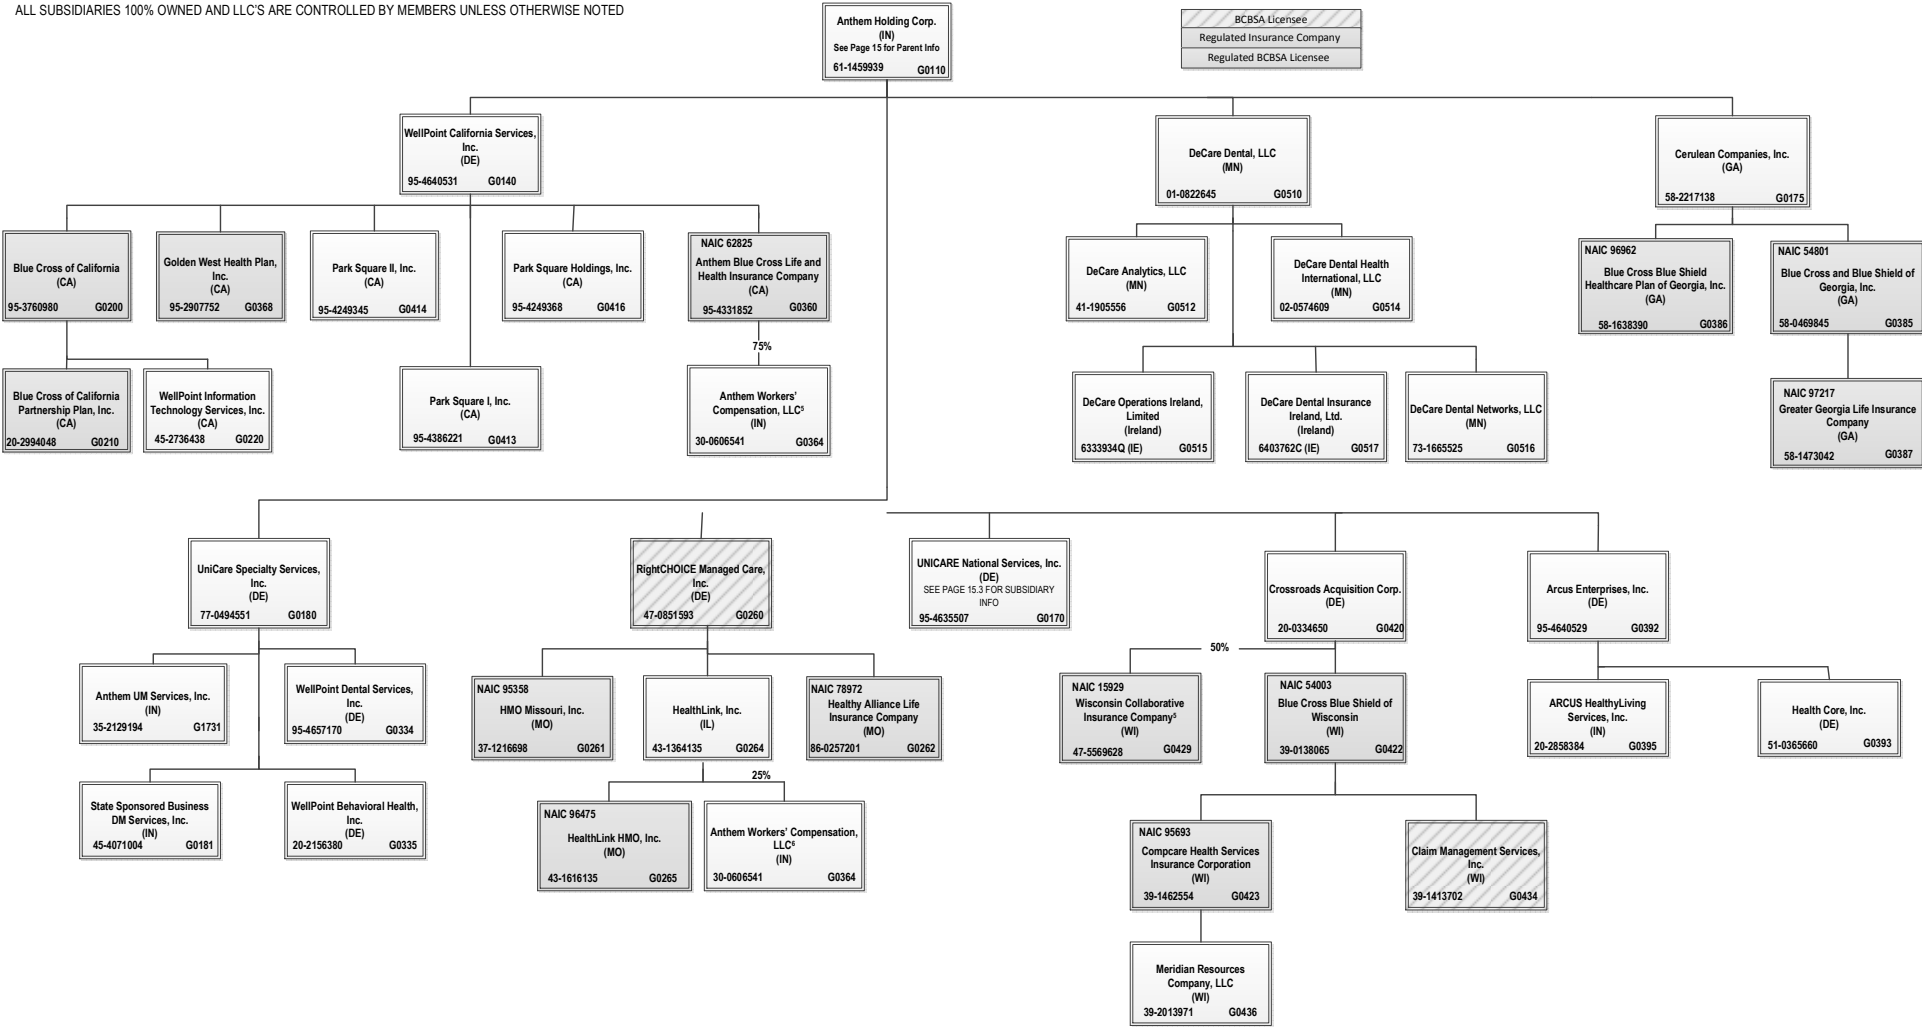 ALL SUBSIDIARIES 100% OWNED AND LLC'S ARE CONTROLLED BY MEMBERS UNLESS OTHERWISE NOTED
Anthem Holding Corp.
(IN)
See Page 15 for Parent Info
61-1459939 G0110
BCBSA Licensee
Regulated Insurance Company
Regulated BCBSA Licensee
WellPoint California Services,
Inc.
(DE)
95-4640531 G0140
DeCare Dental, LLC
(MN)
01-0822645 G0510
Cerulean Companies, Inc.
(GA)
58-2217138 G0175
Blue Cross of California
(CA)
95-3760980 G0200
Golden West Health Plan,
Inc.
(CA)
95-2907752 G0368
Park Square II, Inc.
(CA)
95-4249345 G0414
Park Square Holdings, Inc.
(CA)
95-4249368 G0416
NAIC 62825
Anthem Blue Cross Life and
Health Insurance Company
(CA)
95-4331852 G0360
DeCare Analytics, LLC
(MN)
41-1905556 G0512
DeCare Dental Health
International, LLC
(MN)
02-0574609 G0514
NAIC 96962
Blue Cross Blue Shield
Healthcare Plan of Georgia, Inc.
(GA)
58-1638390 G0386
NAIC 54801
Blue Cross and Blue Shield of
Georgia, Inc.
(GA)
58-0469845 G0385
75%
Blue Cross of California
Partnership Plan, Inc.
(CA)
20-2994048 G0210
WellPoint Information
Technology Services, Inc.
(CA)
45-2736438 G0220
Park Square I, Inc.
(CA)
95-4386221 G0413
Anthem Workers'
Compensation, LLC⁵
(IN)
30-0606541 G0364
DeCare Operations Ireland,
Limited
(Ireland)
6333934Q (IE) G0515
DeCare Dental Insurance
Ireland, Ltd.
(Ireland)
6403762C (IE) G0517
DeCare Dental Networks, LLC
(MN)
73-1665525 G0516
NAIC 97217
Greater Georgia Life Insurance
Company
(GA)
58-1473042 G0387
UniCare Specialty Services,
Inc.
(DE)
77-0494551 G0180
RightCHOICE Managed Care,
Inc.
(DE)
47-0851593 G0260
UNICARE National Services, Inc.
(DE)
SEE PAGE 15.3 FOR SUBSIDIARY
INFO
95-4635507 G0170
Crossroads Acquisition Corp.
(DE)
20-0334650 G0420
Arcus Enterprises, Inc.
(DE)
95-4640529 G0392
50%
Anthem UM Services, Inc.
(IN)
35-2129194 G1731
WellPoint Dental Services,
Inc.
(DE)
95-4657170 G0334
NAIC 95358
HMO Missouri, Inc.
(MO)
37-1216698 G0261
HealthLink, Inc.
(IL)
43-1364135 G0264
NAIC 78972
Healthy Alliance Life
Insurance Company
(MO)
86-0257201 G0262
NAIC 15929
Wisconsin Collaborative
Insurance Company⁵
(WI)
47-5569628 G0429
NAIC 54003
Blue Cross Blue Shield of
Wisconsin
(WI)
39-0138065 G0422
ARCUS HealthyLiving
Services, Inc.
(IN)
20-2858384 G0395
Health Core, Inc.
(DE)
51-0365660 G0393
25%
State Sponsored Business
DM Services, Inc.
(IN)
45-4071004 G0181
WellPoint Behavioral Health,
Inc.
(DE)
20-2156380 G0335
NAIC 96475
HealthLink HMO, Inc.
(MO)
43-1616135 G0265
Anthem Workers' Compensation,
LLC⁶
(IN)
30-0606541 G0364
NAIC 95693
Compcare Health Services
Insurance Corporation
(WI)
39-1462554 G0423
Claim Management Services,
Inc.
(WI)
39-1413702 G0434
Meridian Resources
Company, LLC
(WI)
39-2013971 G0436